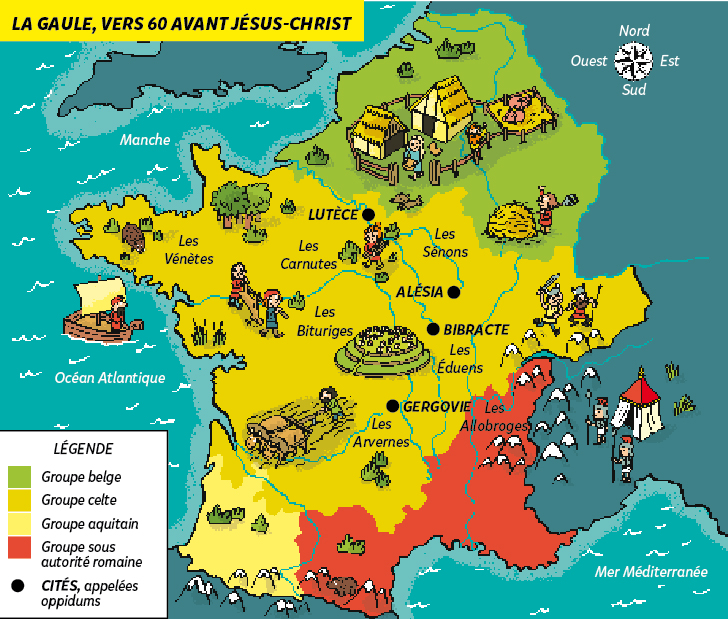 LA GAULE, VERS 60 AVANT JÉSUS-CHRIST
Nord
Ouest
Est
Sud
Manche
LUTÈCE
Les
Vénètes
Les
Carnutes
Les
Sènons
ALÉSIA
Les
Bituriges
BIBRACTE
Les
Éduens
Océan Atlantique
GERGOVIE
Les
Allobroges
Les
Arvernes
LÉGENDE
Groupe belge
Groupe celte
Groupe aquitain
Groupe sous
autorité romaine
CITÉS, appelées
oppidums
Mer Méditerranée